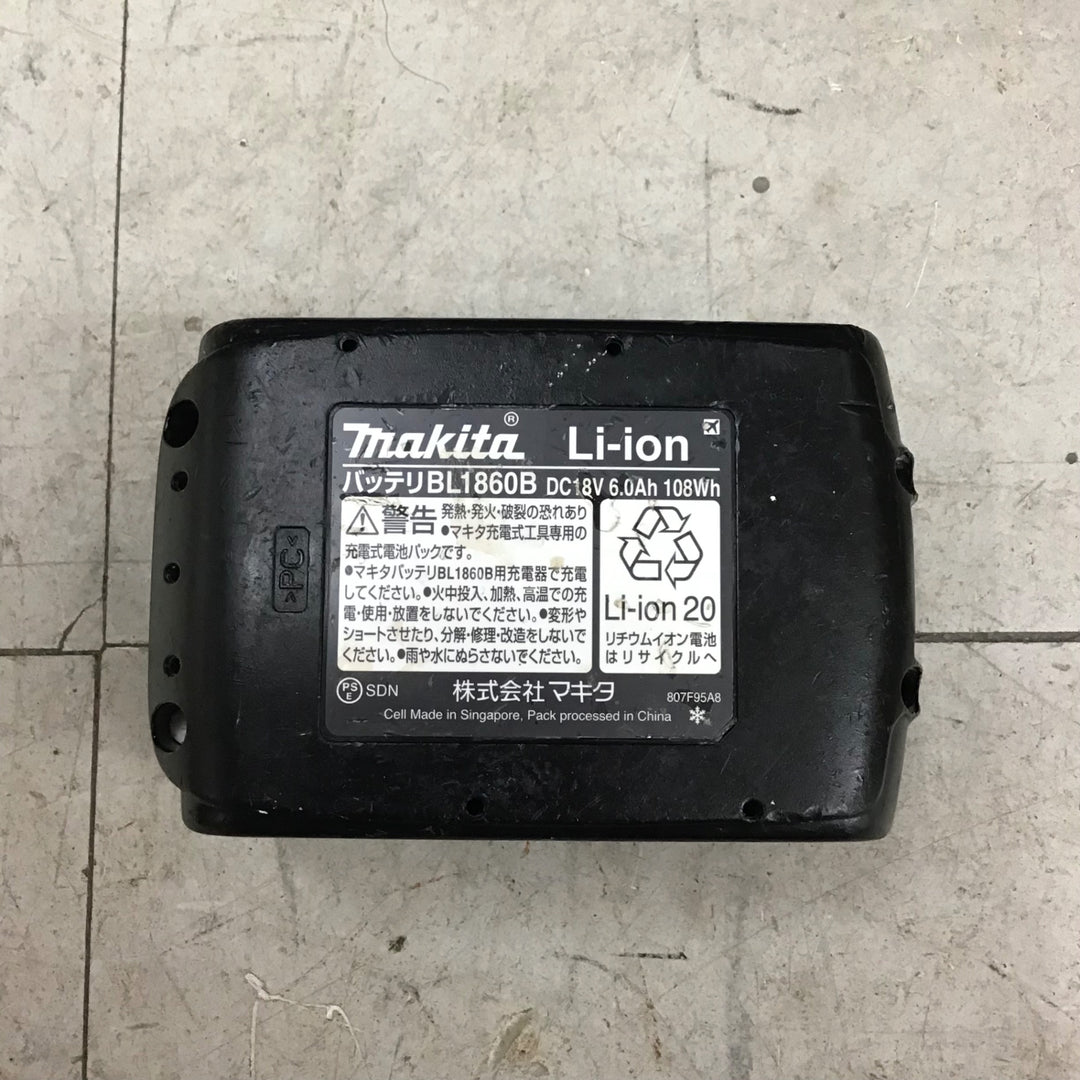 makita® Li-ion
バッテリBL1860B DC18V 6.0Ah 108Wh
警告 発熱・発火・破裂の恐れあり
●マキタ充電式工具専用の
充電式電池パックです。
●マキタバッテリBL1860B用充電器で充電
してください。●火中投入、加熱、高温での充
電・使用・放置をしないでください。●変形や
ショートさせたり、分解・修理・改造をしないで
ください。●雨や水にぬらさないでください。
Li-ion 20
リチウムイオン電池
はリサイクルへ
PSE SDN 株式会社マキタ 807F95A8
Cell Made in Singapore, Pack processed in China
>PC<